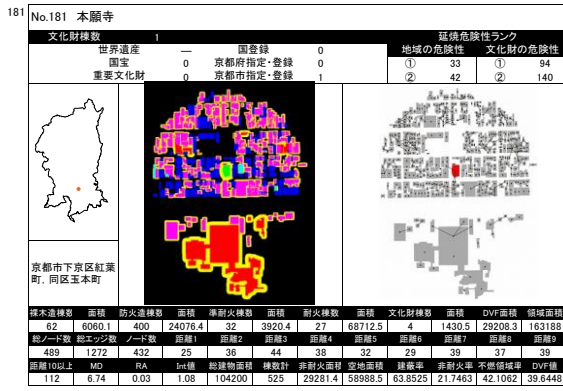 181
No.181 本願寺
文化財棟数 1 延焼危険性ランク
世界遺産 — 国登録 0 地域の危険性 文化財の危険性
国宝 0 京都府指定・登録 0 ① 33 ① 94
重要文化財 0 京都市指定・登録 1 ② 42 ② 140
京都市下京区紅葉
町，同区玉本町
裸木造棟数 面積 防火造棟数 面積 準耐火棟数 面積 耐火棟数 面積 文化財棟数 面積 DVF面積 領域面積
62 6060.1 400 24076.4 32 3920.4 27 68712.5 4 1430.5 29208.3 163188
総ノード数 総エッジ数 ノード数 距離1 距離2 距離3 距離4 距離5 距離6 距離7 距離8 距離9
489 1272 432 25 36 44 38 32 29 39 37 39
距離10以上 MD RA Int値 総建物面積 棟数計 非耐火面積 空地面積 建蔽率 非耐火率 不燃領域率 DVF値
112 6.74 0.03 1.08 104200 525 29281.4 58988.5 63.8525 21.7463 42.1062 39.6448